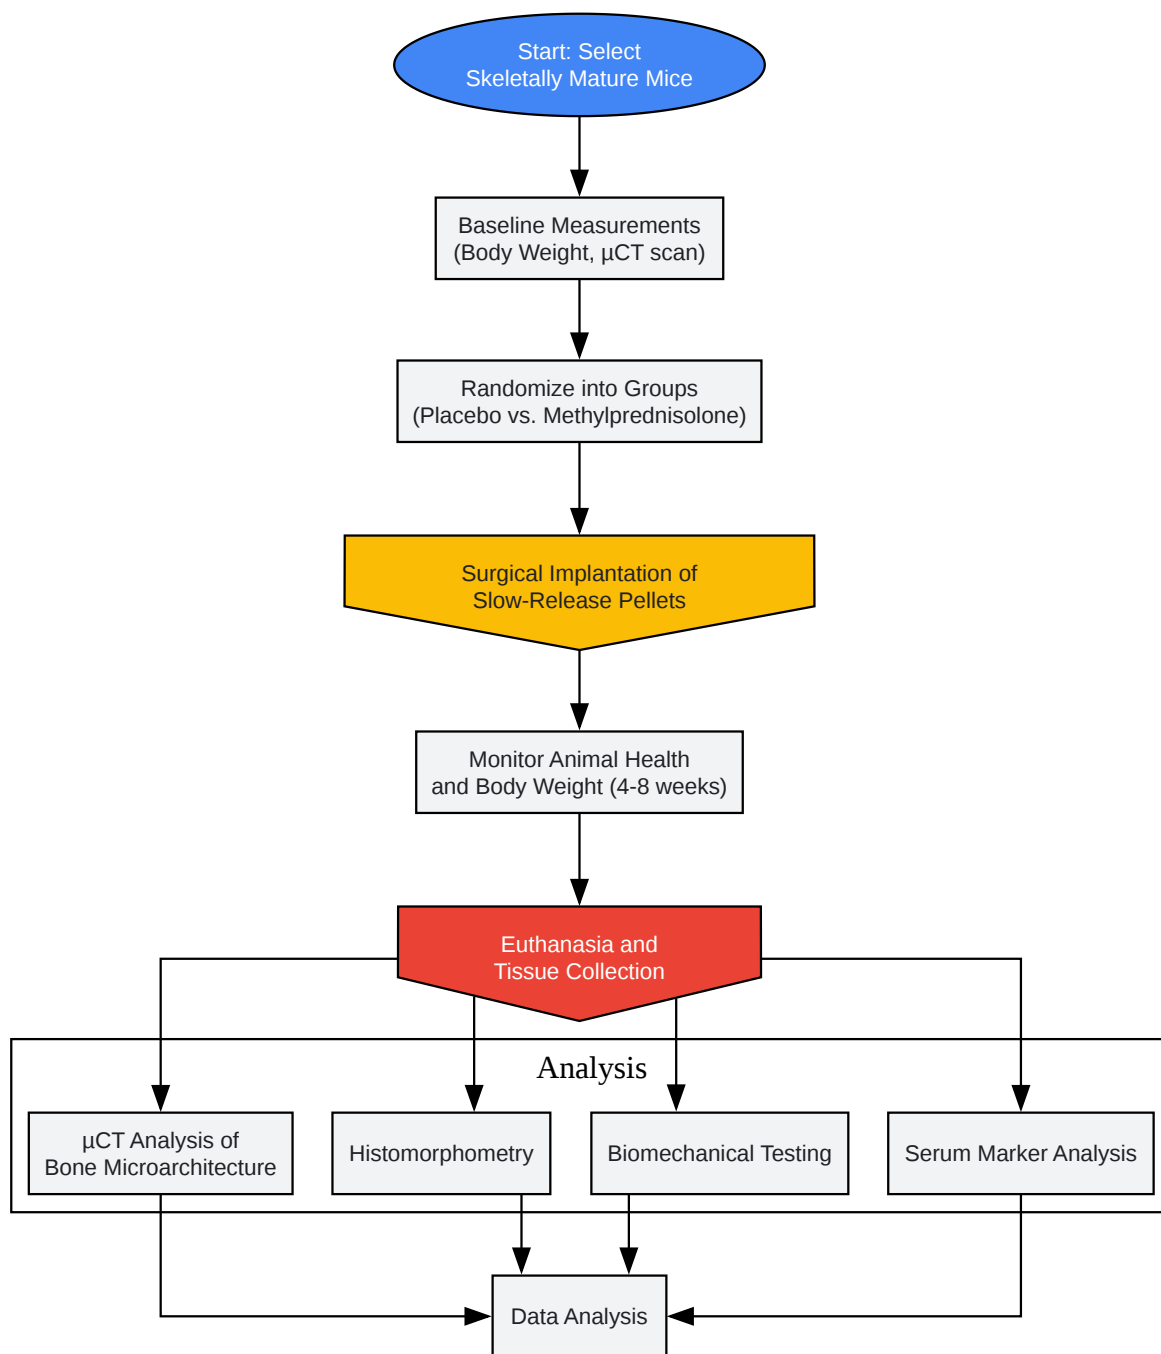 Start: Select
Skeletally Mature Mice
Baseline Measurements
(Body Weight, µCT scan)
Randomize into Groups
(Placebo vs. Methylprednisolone)
Surgical Implantation of
Slow-Release Pellets
Monitor Animal Health
and Body Weight (4-8 weeks)
Euthanasia and
Tissue Collection
Analysis
µCT Analysis of
Bone Microarchitecture
Histomorphometry
Biomechanical Testing
Serum Marker Analysis
Data Analysis